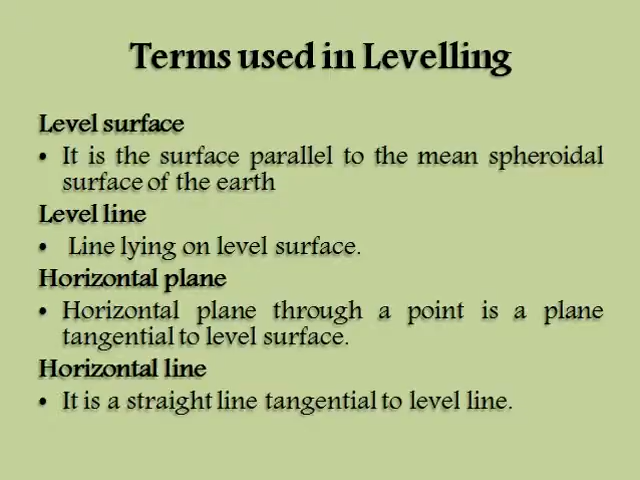 Terms used in Levelling
Level surface
• It is the surface parallel to the mean spheroidal
surface of the earth
Level line
• Line lying on level surface.
Horizontal plane
• Horizontal plane through a point is a plane
tangential to level surface.
Horizontal line
• It is a straight line tangential to level line.